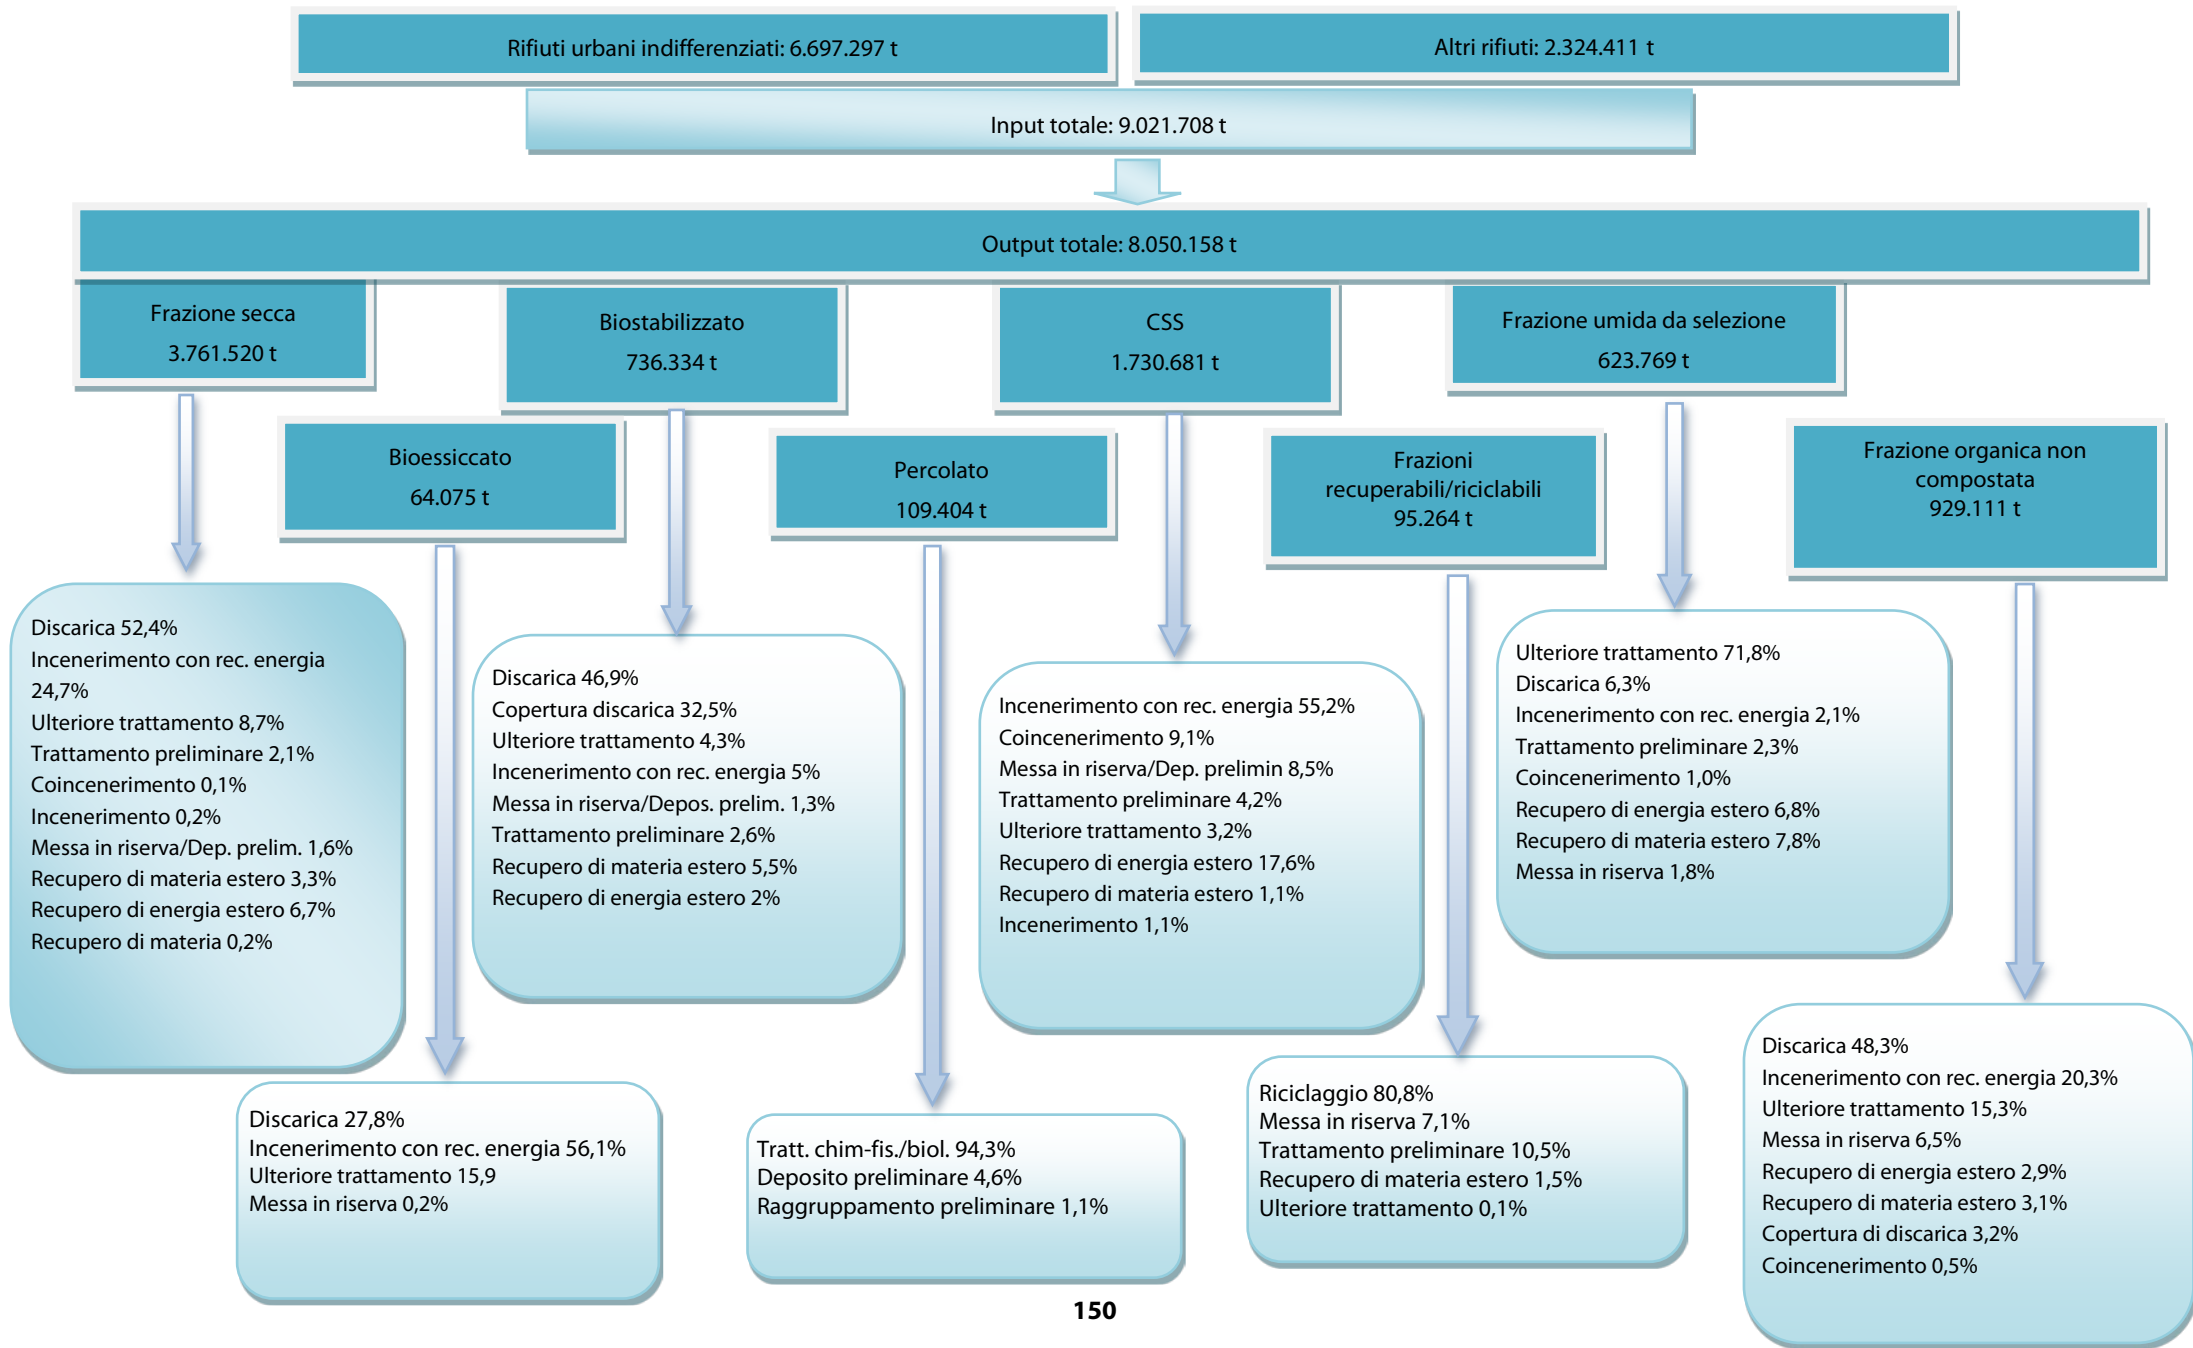 Rifiuti urbani indifferenziati: 6.697.297 t
Altri rifiuti: 2.324.411 t
Input totale: 9.021.708 t
Output totale: 8.050.158 t
Frazione secca
3.761.520 t
Biostabilizzato
736.334 t
CSS
1.730.681 t
Frazione umida da selezione
623.769 t
Bioessiccato
64.075 t
Percolato
109.404 t
Frazioni
recuperabili/riciclabili
95.264 t
Frazione organica non
compostata
929.111 t
Discarica 52,4%
Incenerimento con rec. energia
24,7%
Ulteriore trattamento 8,7%
Trattamento preliminare 2,1%
Coincenerimento 0,1%
Incenerimento 0,2%
Messa in riserva/Dep. prelim. 1,6%
Recupero di materia estero 3,3%
Recupero di energia estero 6,7%
Recupero di materia 0,2%
Discarica 46,9%
Copertura discarica 32,5%
Ulteriore trattamento 4,3%
Incenerimento con rec. energia 5%
Messa in riserva/Depos. prelim. 1,3%
Trattamento preliminare 2,6%
Recupero di materia estero 5,5%
Recupero di energia estero 2%
Incenerimento con rec. energia 55,2%
Coincenerimento 9,1%
Messa in riserva/Dep. prelimin 8,5%
Trattamento preliminare 4,2%
Ulteriore trattamento 3,2%
Recupero di energia estero 17,6%
Recupero di materia estero 1,1%
Incenerimento 1,1%
Ulteriore trattamento 71,8%
Discarica 6,3%
Incenerimento con rec. energia 2,1%
Trattamento preliminare 2,3%
Coincenerimento 1,0%
Recupero di energia estero 6,8%
Recupero di materia estero 7,8%
Messa in riserva 1,8%
Discarica 27,8%
Incenerimento con rec. energia 56,1%
Ulteriore trattamento 15,9
Messa in riserva 0,2%
Tratt. chim-fis./biol. 94,3%
Deposito preliminare 4,6%
Raggruppamento preliminare 1,1%
Riciclaggio 80,8%
Messa in riserva 7,1%
Trattamento preliminare 10,5%
Recupero di materia estero 1,5%
Ulteriore trattamento 0,1%
Discarica 48,3%
Incenerimento con rec. energia 20,3%
Ulteriore trattamento 15,3%
Messa in riserva 6,5%
Recupero di energia estero 2,9%
Recupero di materia estero 3,1%
Copertura di discarica 3,2%
Coincenerimento 0,5%
150